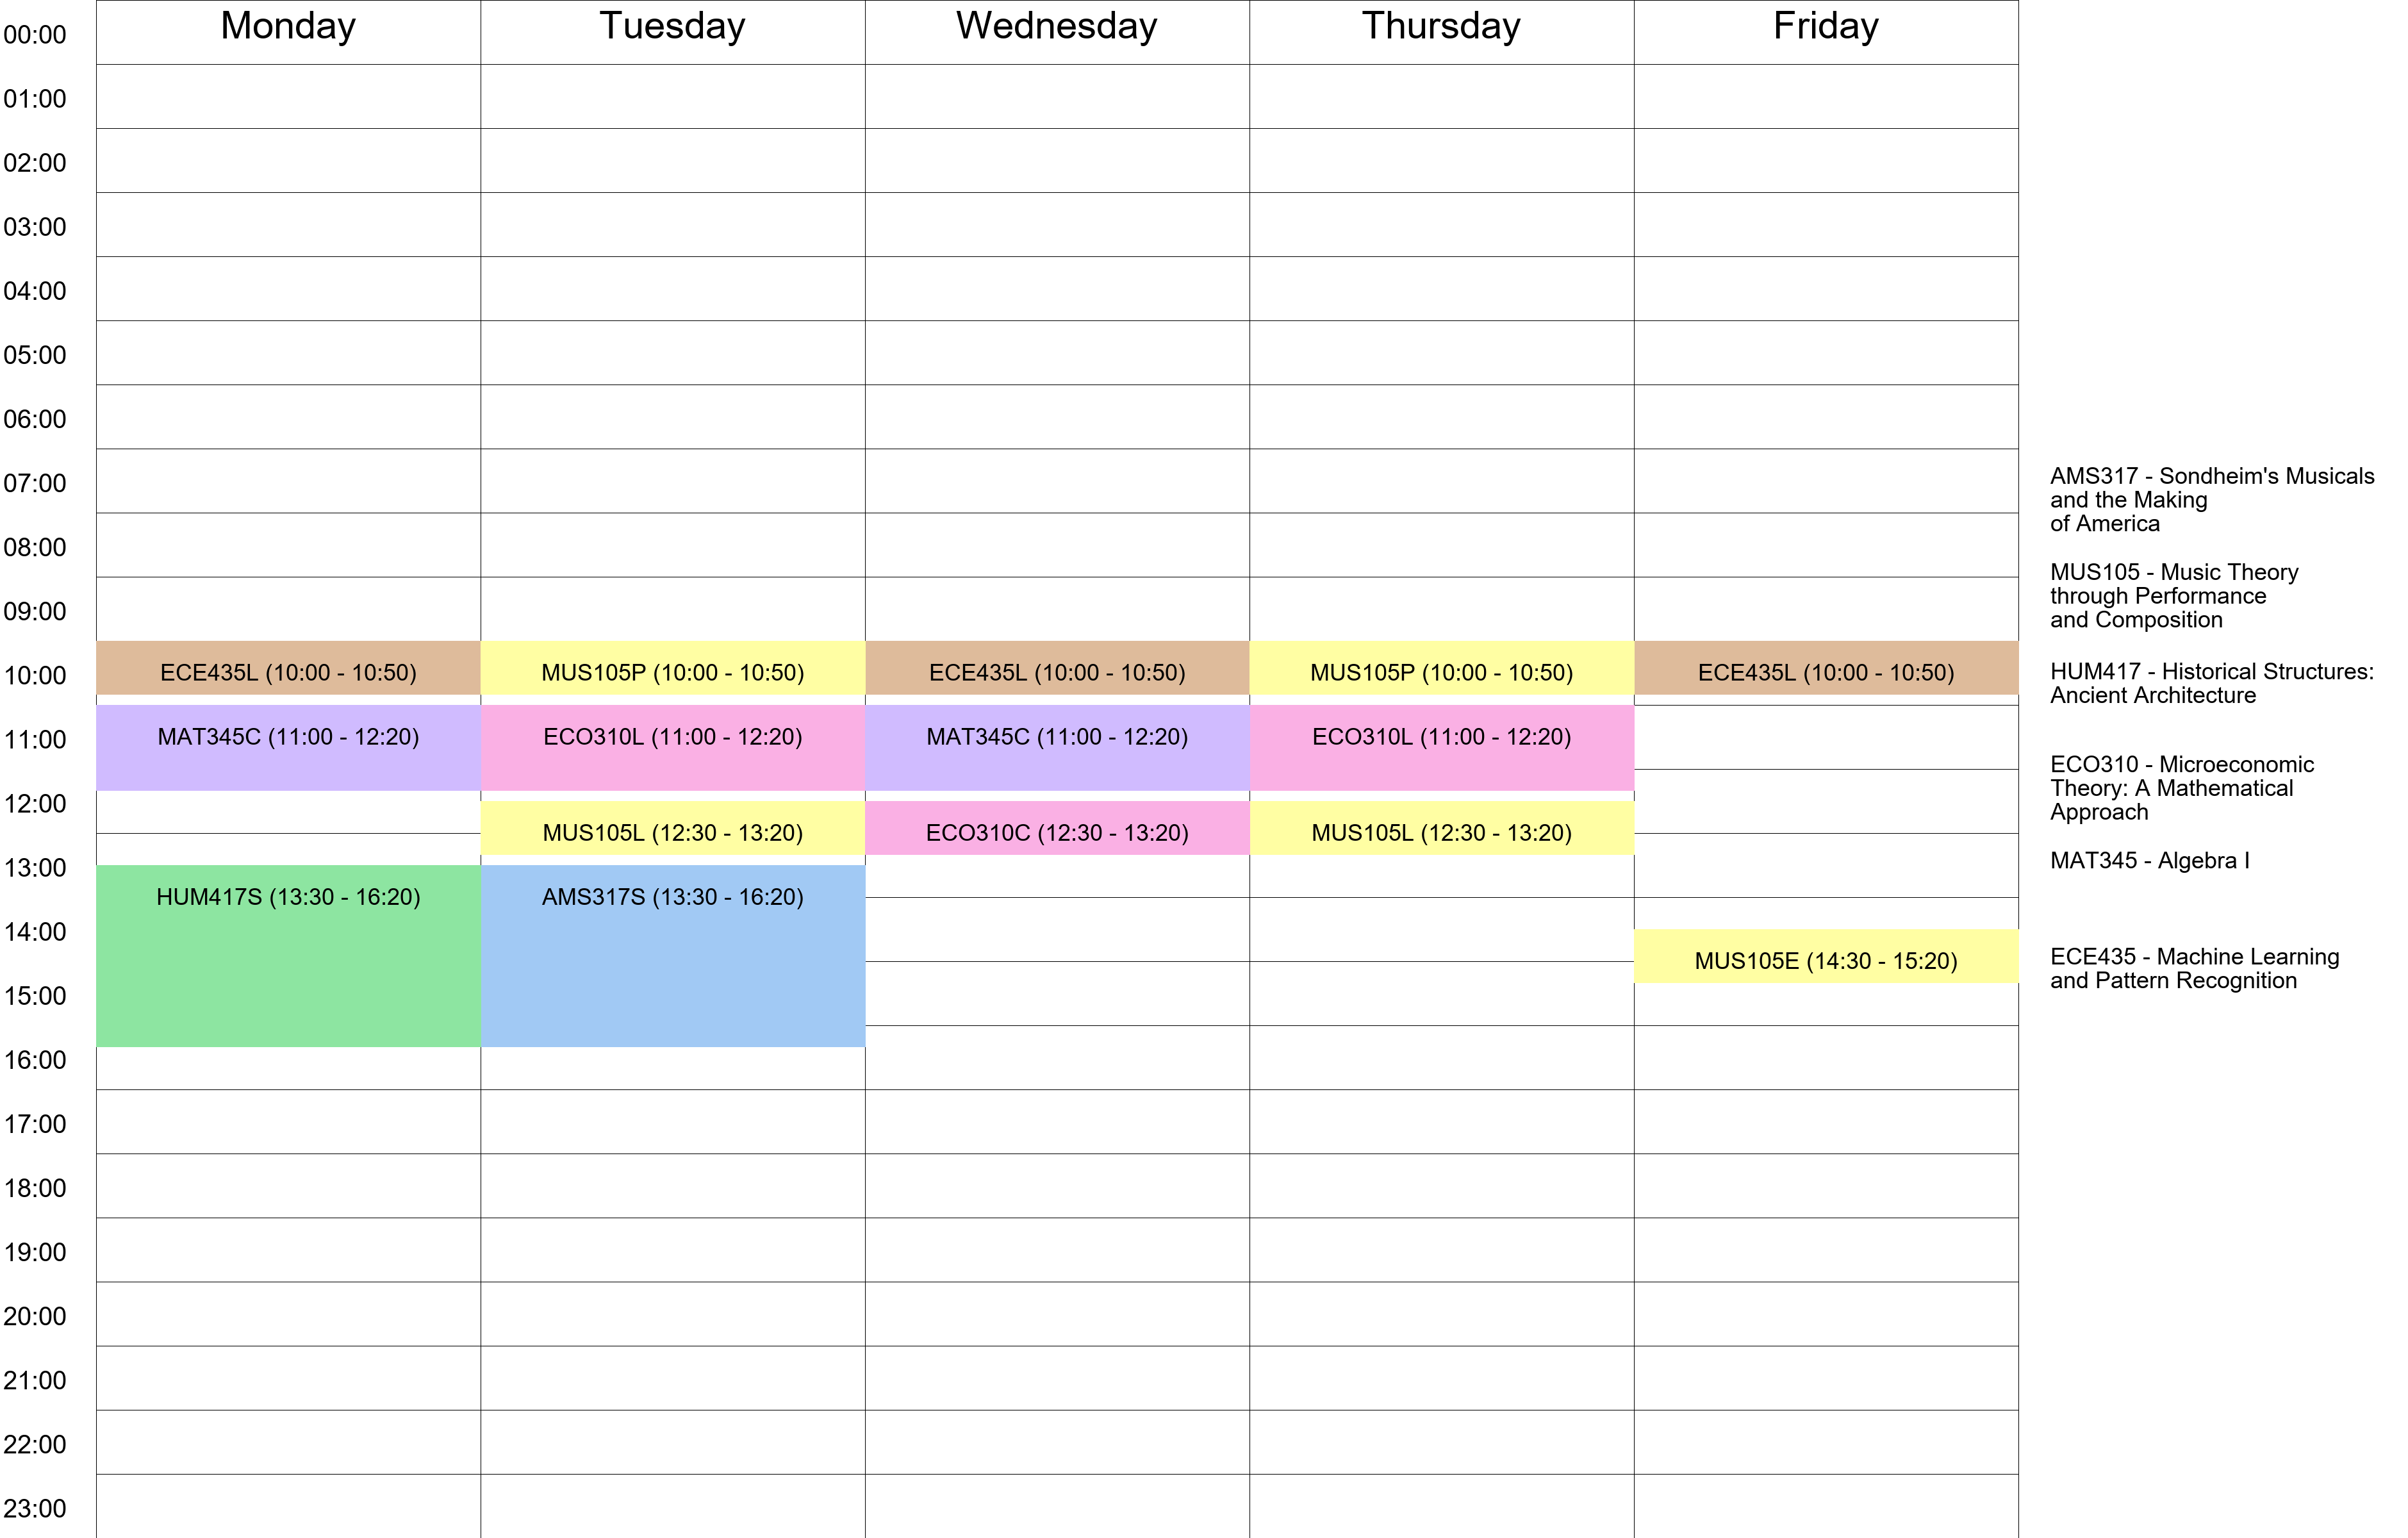 Monday Tuesday Wednesday Thursday Friday
00:00
01:00
02:00
03:00
04:00
05:00
06:00
07:00
08:00
09:00
10:00 ECE435L (10:00 - 10:50) MUS105P (10:00 - 10:50) ECE435L (10:00 - 10:50) MUS105P (10:00 - 10:50) ECE435L (10:00 - 10:50)
11:00 MAT345C (11:00 - 12:20) ECO310L (11:00 - 12:20) MAT345C (11:00 - 12:20) ECO310L (11:00 - 12:20)
12:00
MUS105L (12:30 - 13:20) ECO310C (12:30 - 13:20) MUS105L (12:30 - 13:20)
13:00
HUM417S (13:30 - 16:20) AMS317S (13:30 - 16:20)
14:00
MUS105E (14:30 - 15:20)
15:00
16:00
17:00
18:00
19:00
20:00
21:00
22:00
23:00
AMS317 - Sondheim's Musicals
and the Making
of America
MUS105 - Music Theory
through Performance
and Composition
HUM417 - Historical Structures:
Ancient Architecture
ECO310 - Microeconomic
Theory: A Mathematical
Approach
MAT345 - Algebra I
ECE435 - Machine Learning
and Pattern Recognition